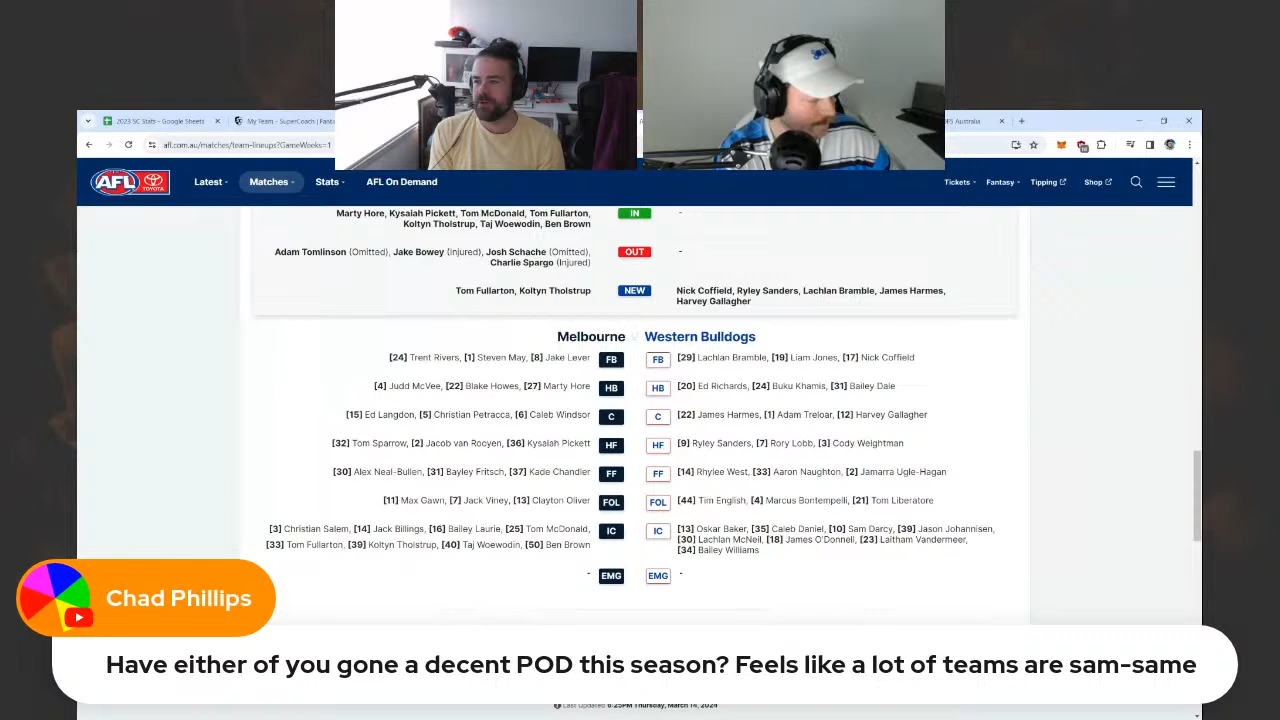 2023 SC Stats - Google Sheets
My Team - SuperCoach | Fanta
Australia
afl.com.au/matches/team-lineups?GameWeeks=1
AFL TOYOTA Latest Matches Stats AFL On Demand Tickets Fantasy Tipping Shop
Marty Hore, Kysaiah Pickett, Tom McDonald, Tom Fullarton, IN -
Koltyn Tholstrup, Taj Woewodin, Ben Brown
Adam Tomlinson (Omitted), Jake Bowey (Injured), Josh Schache (Omitted), OUT -
Charlie Spargo (Injured)
Tom Fullarton, Koltyn Tholstrup NEW Nick Coffield, Ryley Sanders, Lachlan Bramble, James Harmes,
Harvey Gallagher
Melbourne V Western Bulldogs
[24] Trent Rivers, [1] Steven May, [8] Jake Lever FB FB [29] Lachlan Bramble, [19] Liam Jones, [17] Nick Coffield
[4] Judd McVee, [22] Blake Howes, [27] Marty Hore HB HB [20] Ed Richards, [24] Buku Khamis, [31] Bailey Dale
[15] Ed Langdon, [5] Christian Petracca, [6] Caleb Windsor C C [22] James Harmes, [1] Adam Treloar, [12] Harvey Gallagher
[32] Tom Sparrow, [2] Jacob van Rooyen, [36] Kysaiah Pickett HF HF [9] Ryley Sanders, [7] Rory Lobb, [3] Cody Weightman
[30] Alex Neal-Bullen, [31] Bayley Fritsch, [37] Kade Chandler FF FF [14] Rhylee West, [33] Aaron Naughton, [2] Jamarra Ugle-Hagan
[11] Max Gawn, [7] Jack Viney, [13] Clayton Oliver FOL FOL [44] Tim English, [4] Marcus Bontempelli, [21] Tom Liberatore
[3] Christian Salem, [14] Jack Billings, [16] Bailey Laurie, [25] Tom McDonald, IC IC [13] Oskar Baker, [35] Caleb Daniel, [10] Sam Darcy, [39] Jason Johannisen,
[33] Tom Fullarton, [39] Koltyn Tholstrup, [40] Taj Woewodin, [50] Ben Brown [30] Lachlan McNeil, [18] James O'Donnell, [23] Laitham Vandermeer,
[34] Bailey Williams
- EMG EMG -
Chad Phillips
Have either of you gone a decent POD this season? Feels like a lot of teams are sam-same
Last Updated 6:25PM Thursday, March 14, 2024